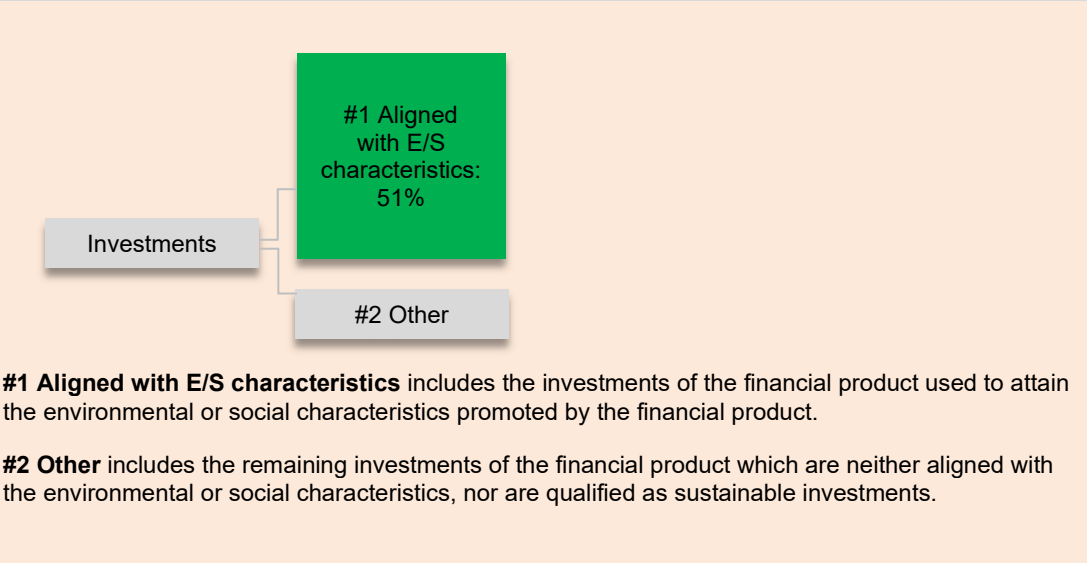 #1 Aligned
with E/S
characteristics:
51%
Investments
#2 Other
#1 Aligned with E/S characteristics includes the investments of the financial product used to attain
the environmental or social characteristics promoted by the financial product.
#2 Other includes the remaining investments of the financial product which are neither aligned with
the environmental or social characteristics, nor are qualified as sustainable investments.